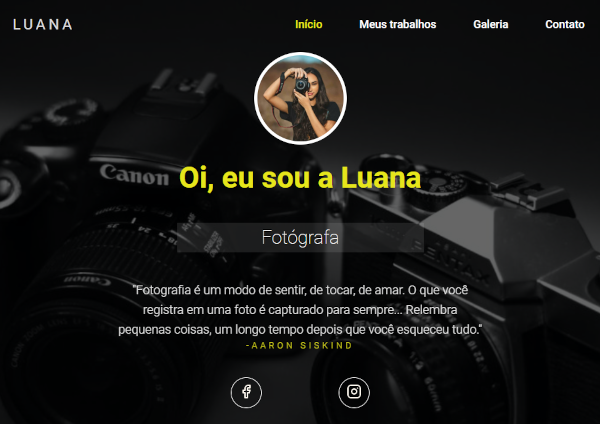 LUANA
Início Meus trabalhos Galeria Contato
Oi, eu sou a Luana
Canon
PENTAX
Fotógrafa
"Fotografia é um modo de sentir, de tocar, de amar. O que você
registra em uma foto é capturado para sempre... Relembra
pequenas coisas, um longo tempo depois que você esqueceu tudo."
-AARON SISKIND
Canon